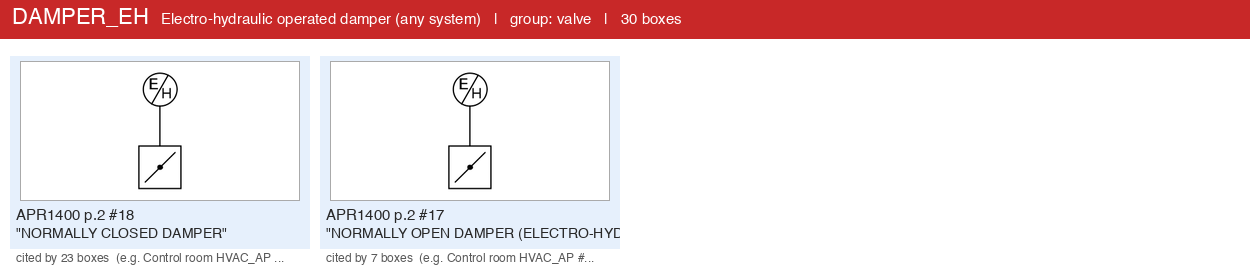 DAMPER_EH Electro-hydraulic operated damper (any system) | group: valve | 30 boxes
E/H
E/H
APR1400 p.2 #18
"NORMALLY CLOSED DAMPER"
cited by 23 boxes (e.g. Control room HVAC_AP ...
APR1400 p.2 #17
"NORMALLY OPEN DAMPER (ELECTRO-HYD
cited by 7 boxes (e.g. Control room HVAC_AP #...